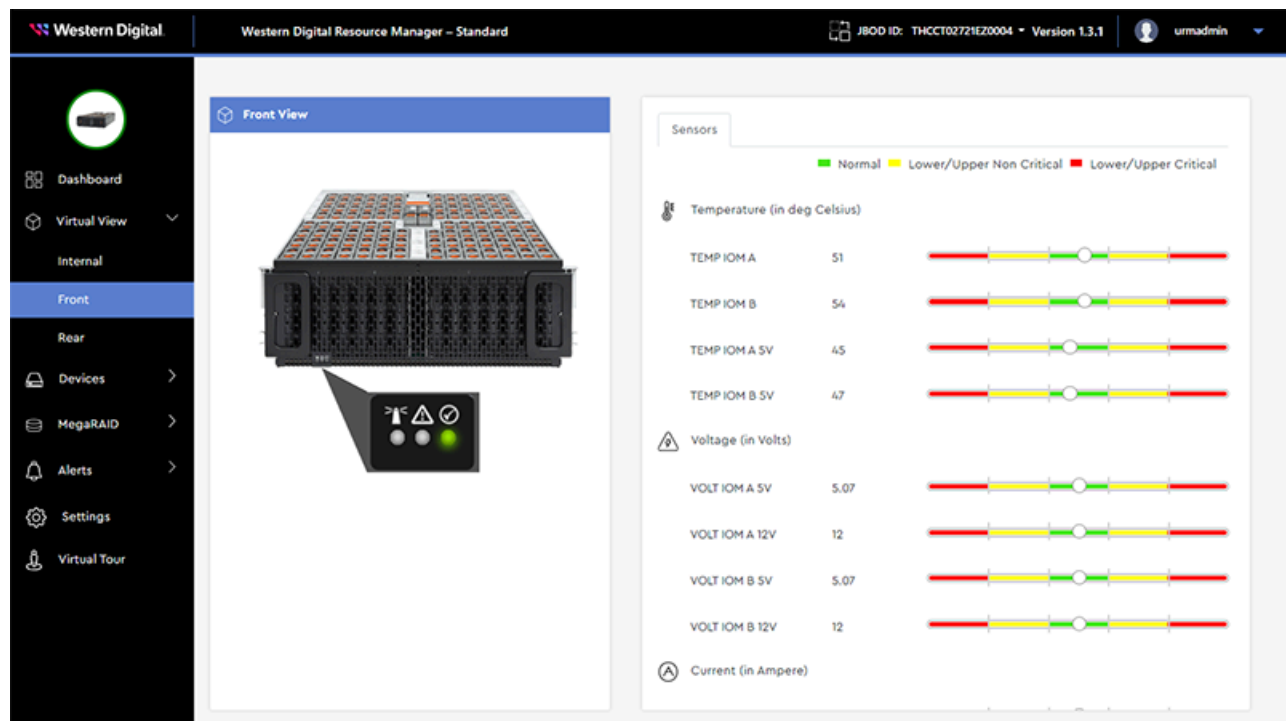 Western Digital.
Western Digital Resource Manager – Standard
JBOD ID: THCCT02721EZ0004 Version 1.3.1
urmadmin
Dashboard
Virtual View
Internal
Front
Rear
Devices
MegaRAID
Alerts
Settings
Virtual Tour
Front View
Sensors
Normal Lower/Upper Non Critical Lower/Upper Critical
Temperature (in deg Celsius)
TEMP IOM A 51
TEMP IOM B 54
TEMP IOM A 5V 45
TEMP IOM B 5V 47
Voltage (in Volts)
VOLT IOM A 5V 5.07
VOLT IOM A 12V 12
VOLT IOM B 5V 5.07
VOLT IOM B 12V 12
Current (in Ampere)